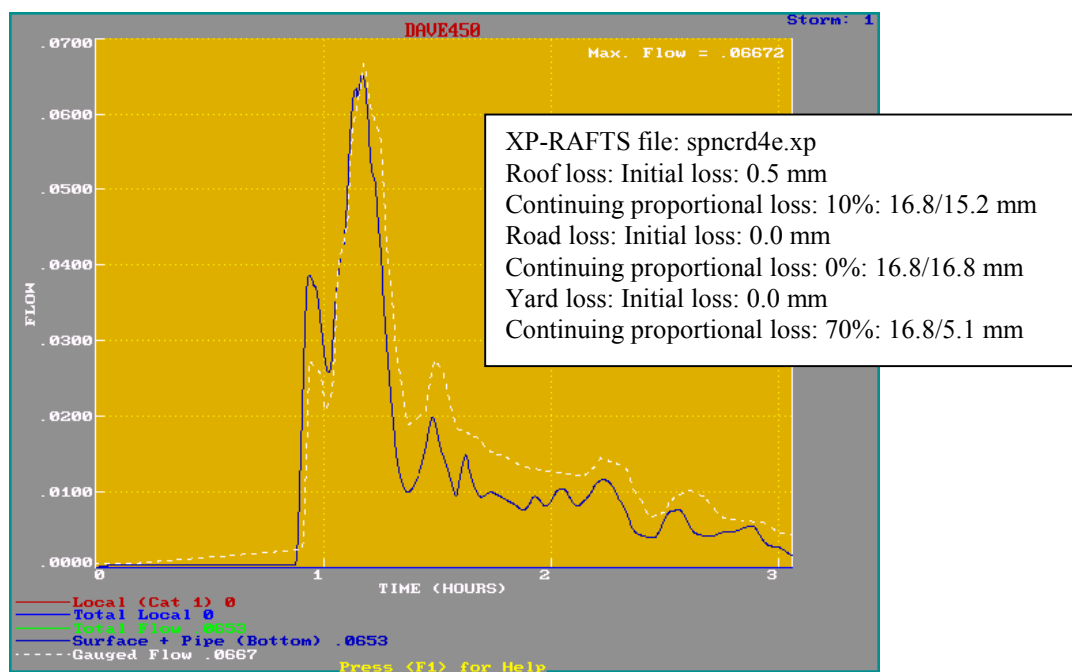 Storm: 1
DAVE450
Max. Flow = .06672
.0700
.0600
.0500
.0400
.0300
.0200
.0100
.0000
FLOW
0
1
2
3
TIME (HOURS)
XP-RAFTS file: spncrd4e.xp
Roof loss: Initial loss: 0.5 mm
Continuing proportional loss: 10%: 16.8/15.2 mm
Road loss: Initial loss: 0.0 mm
Continuing proportional loss: 0%: 16.8/16.8 mm
Yard loss: Initial loss: 0.0 mm
Continuing proportional loss: 70%: 16.8/5.1 mm
Local (Cat 1) 0
Total Local 0
Total Flow .0653
Surface + Pipe (Bottom) .0653
Gauged Flow .0667
Press <F1> for Help